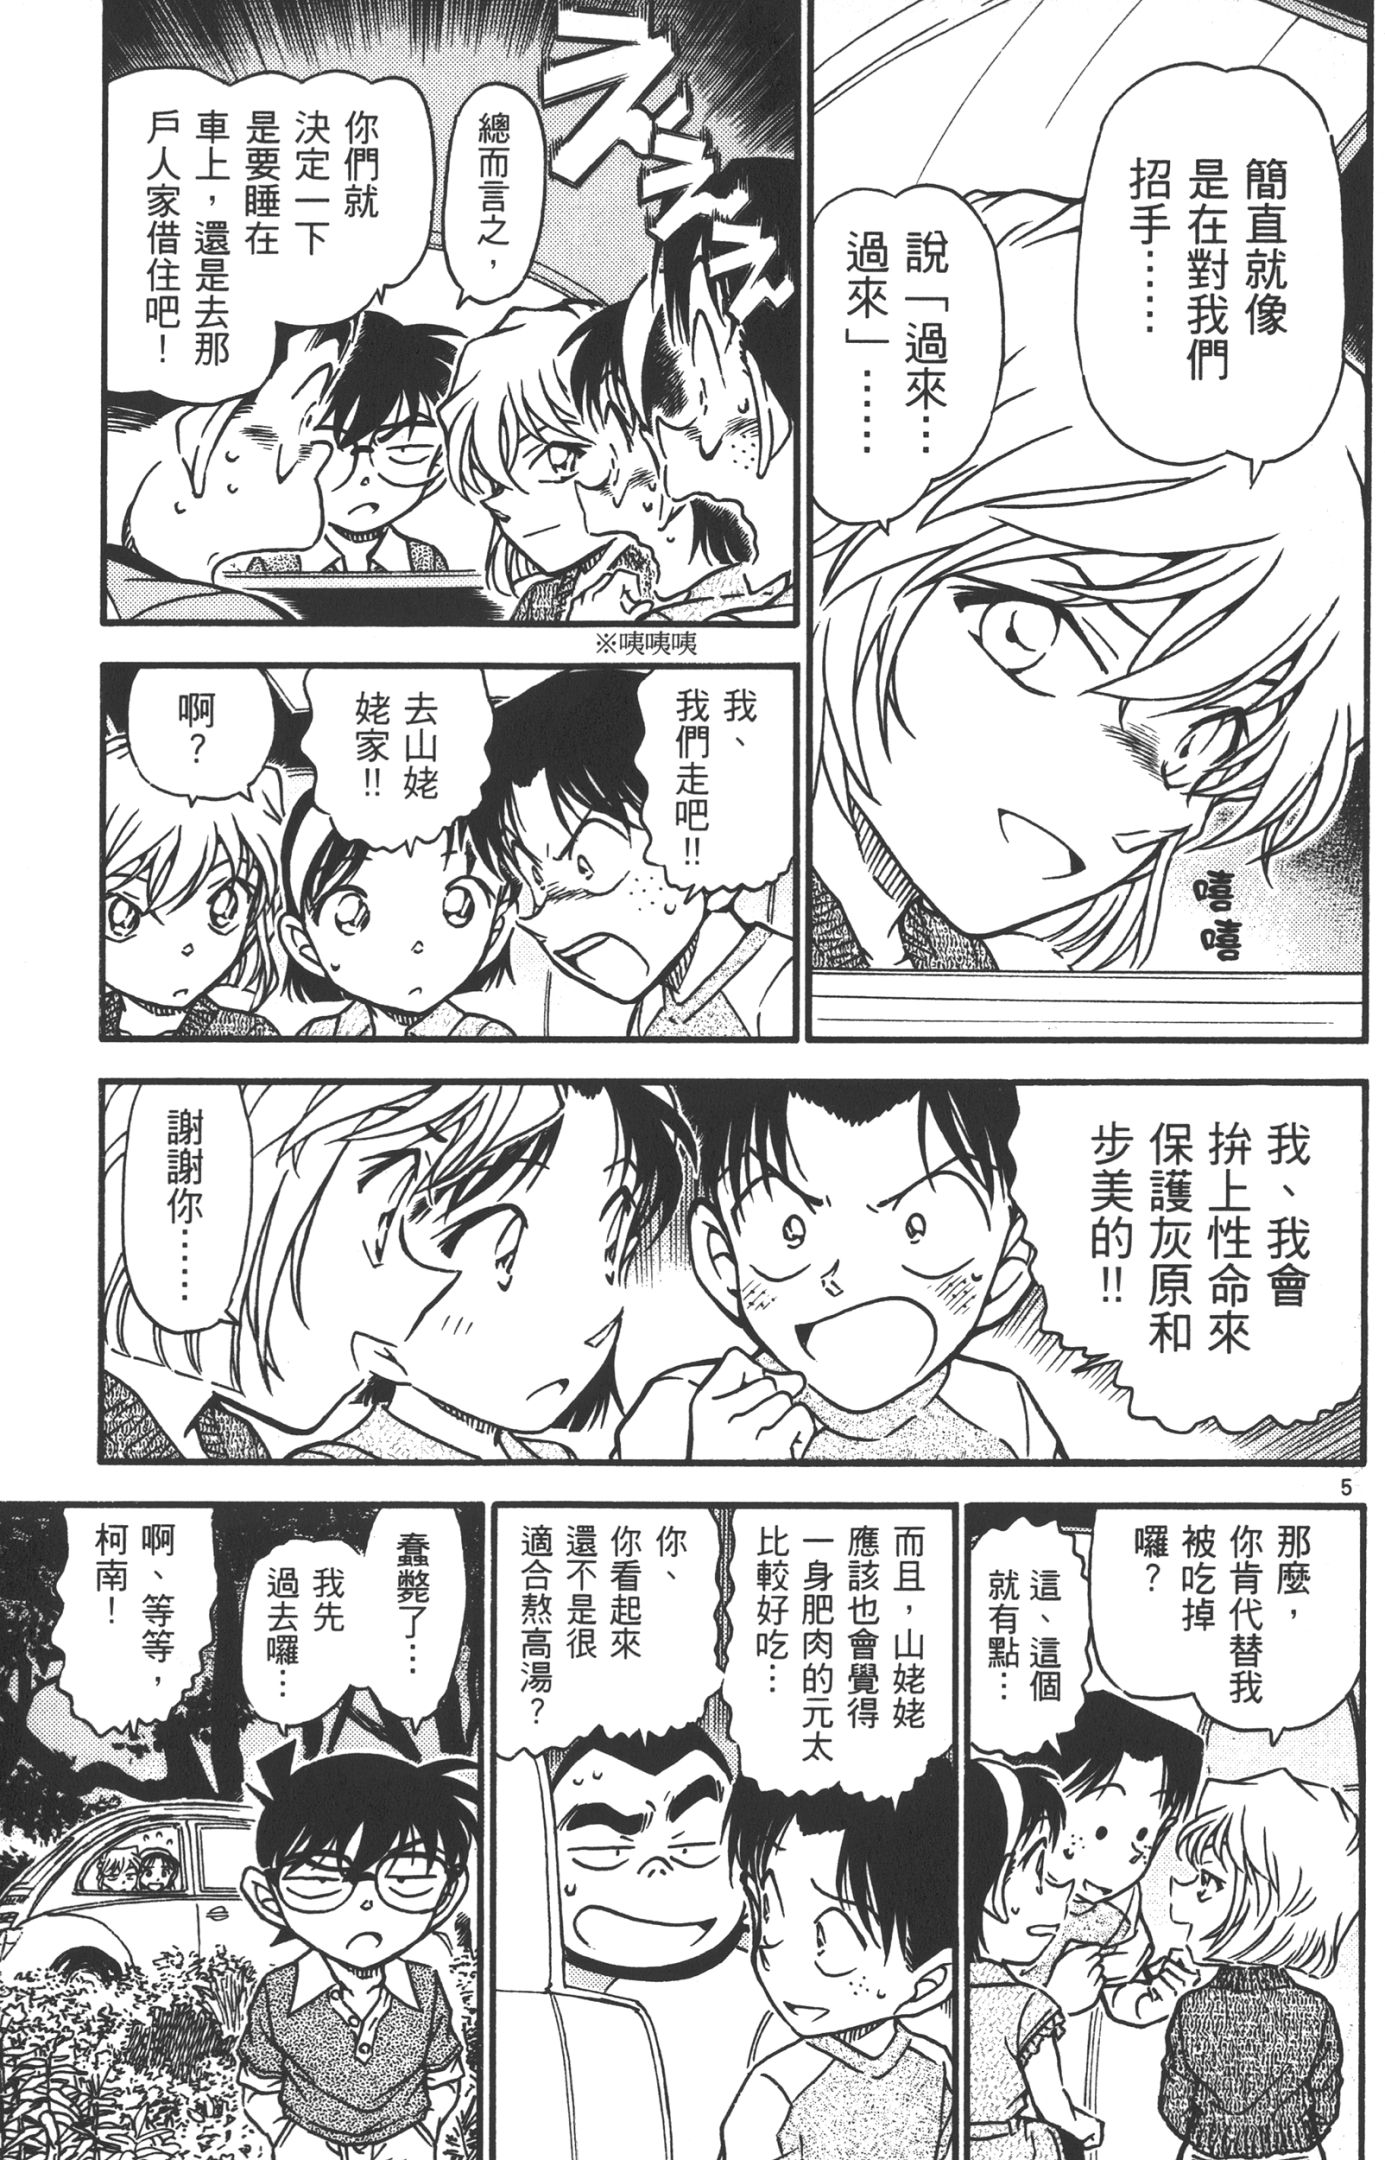 簡直就像
是在對我們
招手……
說「過來…
過來」……
嘻嘻
ススス
總而言之，
你們就
決定一下
是要睡在
車上，還是去那
戶人家借住吧！
※咦咦咦
我、
我們走吧!!
去山姥
姥家!!
啊？
我、我會
拚上性命來
保護灰原和
步美的!!
謝謝你……
5
那麼，
你肯代替我
被吃掉
囉？
這、這個
就有點…
而且，山姥姥
應該也會覺得
一身肥肉的元太
比較好吃…
你、
你看起來
還不是很
適合熬高湯？
蠢斃了…
我先
過去囉…
啊、等等，
柯南！